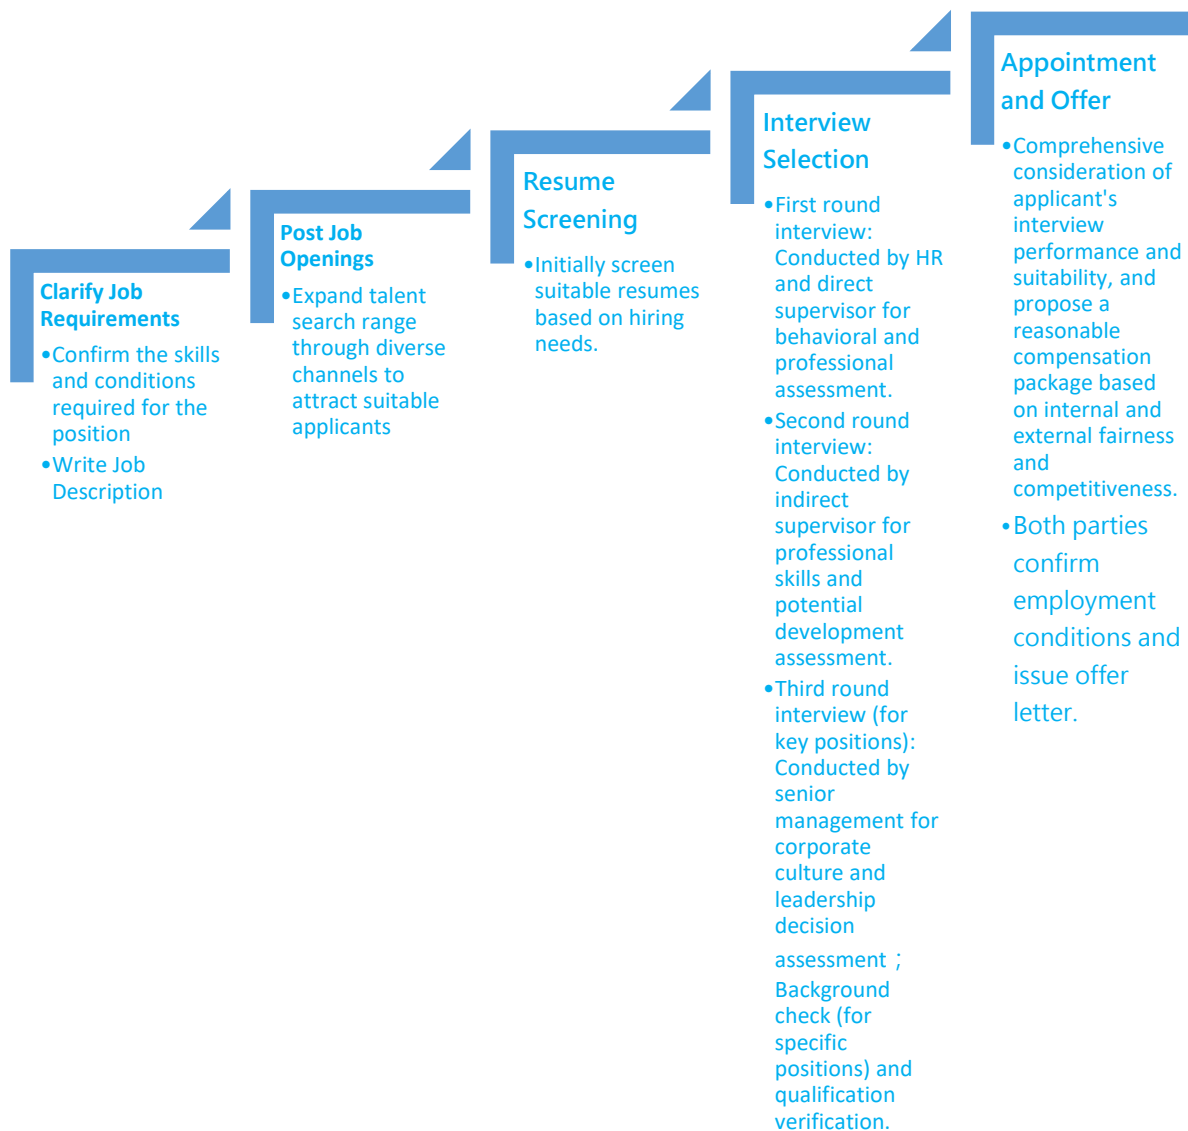 Clarify Job
Requirements
•Confirm the skills
and conditions
required for the
position
•Write Job
Description
Post Job
Openings
•Expand talent
search range
through diverse
channels to
attract suitable
applicants
Resume
Screening
•Initially screen
suitable resumes
based on hiring
needs.
Interview
Selection
•First round
interview:
Conducted by HR
and direct
supervisor for
behavioral and
professional
assessment.
•Second round
interview:
Conducted by
indirect
supervisor for
professional
skills and
potential
development
assessment.
•Third round
interview (for
key positions):
Conducted by
senior
management for
corporate
culture and
leadership
decision
assessment；
Background
check (for
specific
positions) and
qualification
verification.
Appointment
and Offer
•Comprehensive
consideration of
applicant's
interview
performance and
suitability, and
propose a
reasonable
compensation
package based
on internal and
external fairness
and
competitiveness.
•Both parties
confirm
employment
conditions and
issue offer
letter.